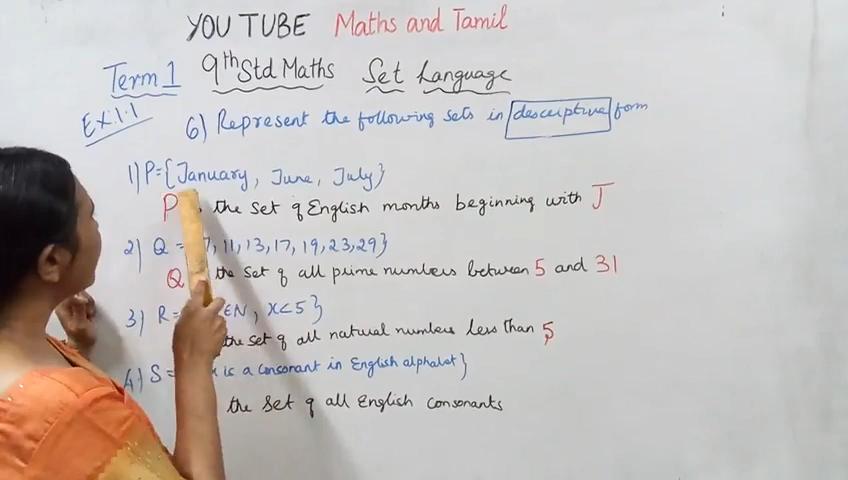 YOU TUBE Maths and Tamil
Term 1 9th Std Maths Set Language
Ex:1.1
6) Represent the following sets in descriptive form
1) P={January, June, July}
P the set of English months beginning with J
2) Q = 7, 11, 13, 17, 19, 23, 29}
Q the set of all prime numbers between 5 and 31
3) R = EN, x<5}
the set of all natural numbers less than 5
4) S = x is a consonant in English alphabet}
the set of all English consonants